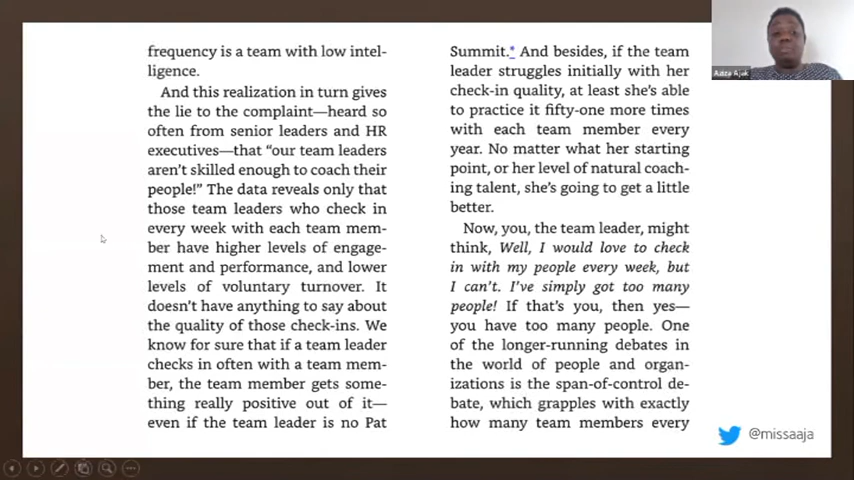 frequency is a team with low intel-
ligence.
And this realization in turn gives
the lie to the complaint—heard so
often from senior leaders and HR
executives—that “our team leaders
aren’t skilled enough to coach their
people!” The data reveals only that
those team leaders who check in
every week with each team mem-
ber have higher levels of engage-
ment and performance, and lower
levels of voluntary turnover. It
doesn’t have anything to say about
the quality of those check-ins. We
know for sure that if a team leader
checks in often with a team mem-
ber, the team member gets some-
thing really positive out of it—
even if the team leader is no Pat
Summit.* And besides, if the team
leader struggles initially with her
check-in quality, at least she’s able
to practice it fifty-one more times
with each team member every
year. No matter what her starting
point, or her level of natural coach-
ing talent, she’s going to get a little
better.
Now, you, the team leader, might
think, Well, I would love to check
in with my people every week, but
I can’t. I’ve simply got too many
people! If that’s you, then yes—
you have too many people. One
of the longer-running debates in
the world of people and organ-
izations is the span-of-control de-
bate, which grapples with exactly
how many team members every
@missaaja